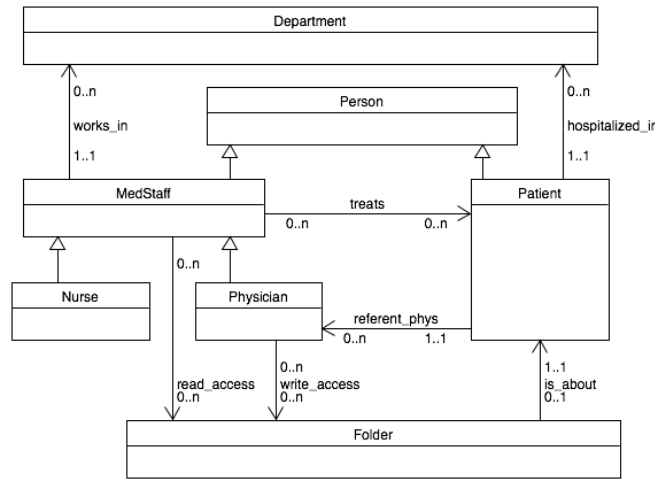 Department
0..n
0..n
Person
works_in
hospitalized_in
1..1
1..1
MedStaff
Patient
treats
0..n
0..n
0..n
Nurse
Physician
referent_phys
0..n
1..1
0..n
1..1
read_access
write_access
is_about
0..n
0..n
0..1
Folder